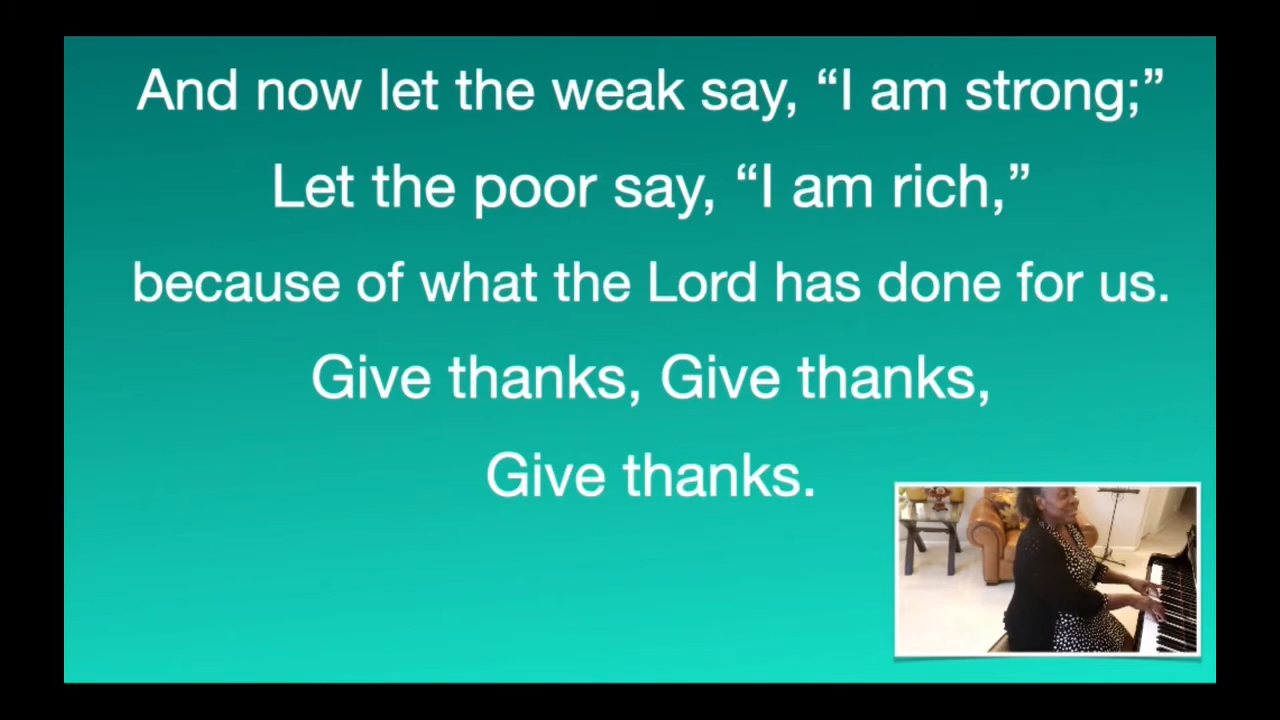 And now let the weak say, “I am strong;”
Let the poor say, “I am rich,”
because of what the Lord has done for us.
Give thanks, Give thanks,
Give thanks.